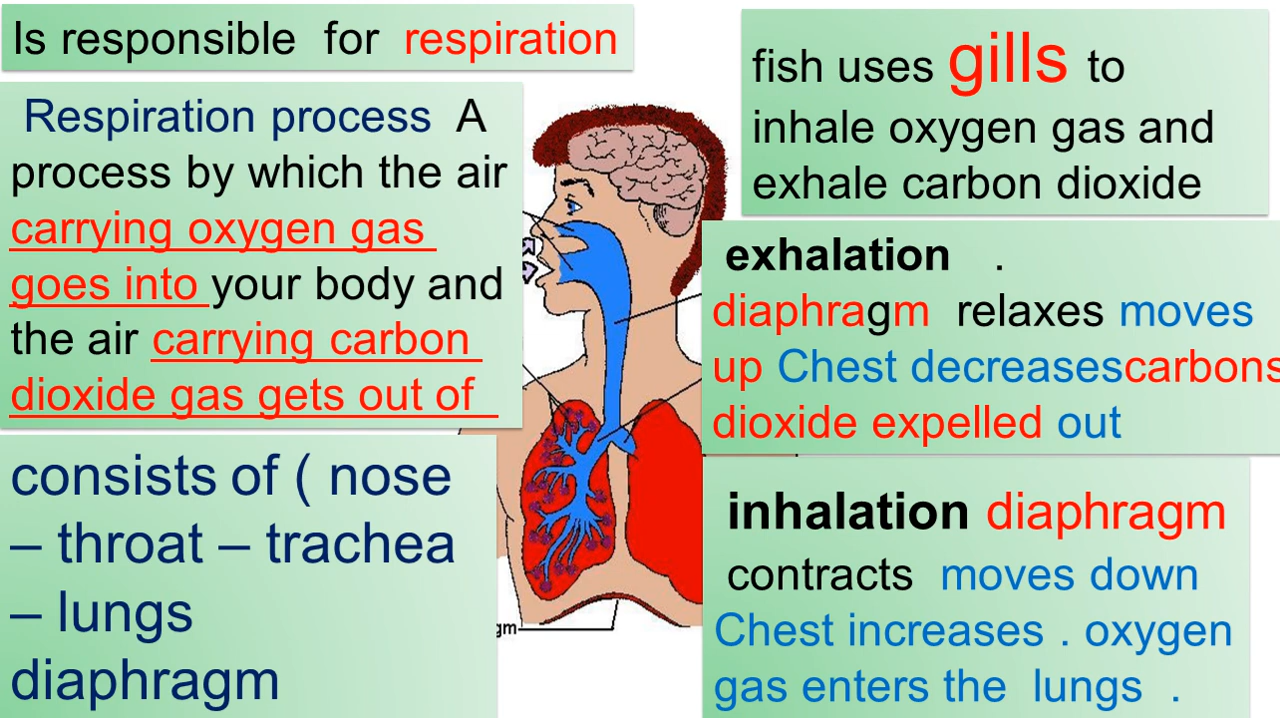 Is responsible for respiration
Respiration process A
process by which the air
carrying oxygen gas
goes into your body and
the air carrying carbon
dioxide gas gets out of
consists of ( nose
– throat – trachea
– lungs
diaphragm
fish uses gills to
inhale oxygen gas and
exhale carbon dioxide
exhalation .
diaphragm relaxes moves
up Chest decreasescarbons
dioxide expelled out
inhalation diaphragm
contracts moves down
Chest increases . oxygen
gas enters the lungs .
gm